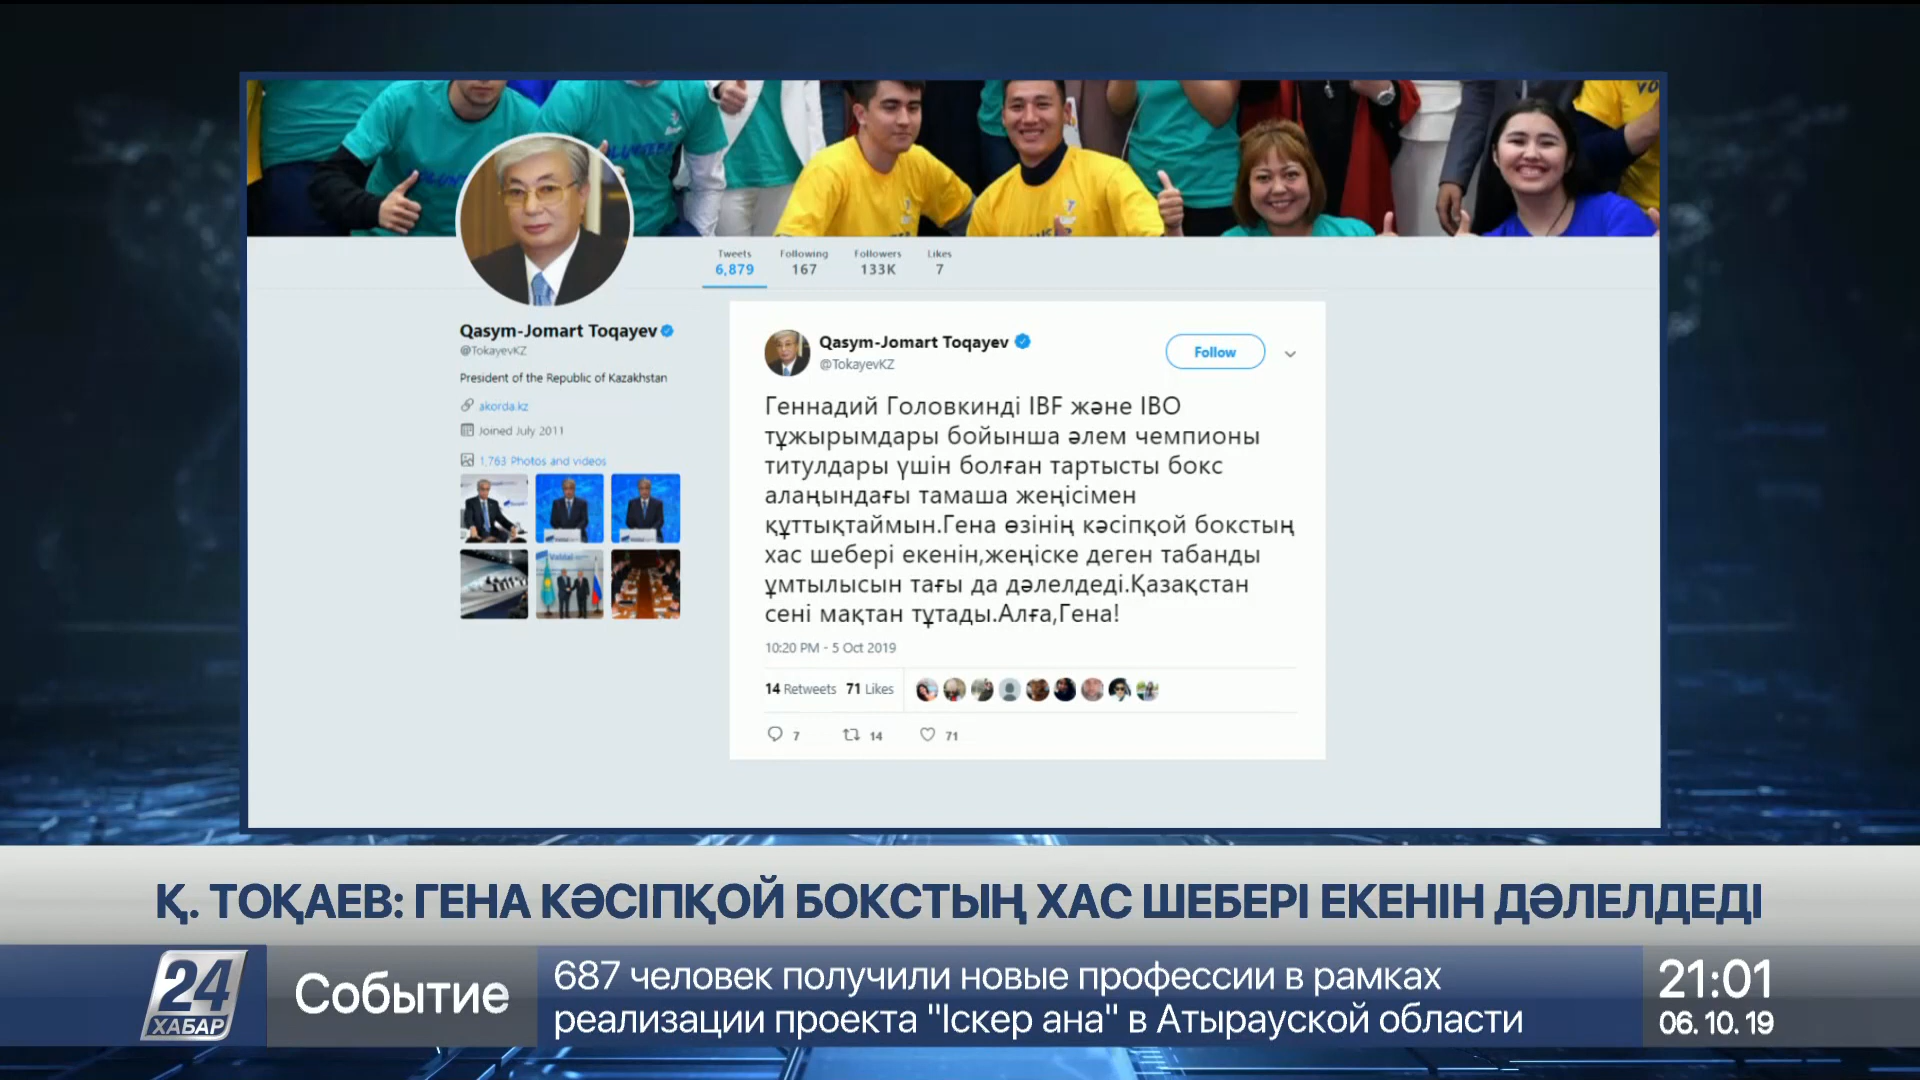 Tweets Following Followers Likes
6,879 167 133K 7
Qasym-Jomart Toqayev
@TokayevKZ
President of the Republic of Kazakhstan
akorda.kz
Joined July 2011
1,763 Photos and videos
Qasym-Jomart Toqayev
@TokayevKZ
Follow
Геннадий Головкинді IBF және IBO
тұжырымдары бойынша әлем чемпионы
титулдары үшін болған тартысты бокс
алаңындағы тамаша жеңісімен
құттықтаймын.Гена өзінің кәсіпқой бокстың
хас шебері екенін,жеңіске деген табанды
ұмтылысын тағы да дәлелдеді.Қазақстан
сені мақтан тұтады.Алға,Гена!
10:20 PM - 5 Oct 2019
14 Retweets 71 Likes
7 14 71
Қ. ТОҚАЕВ: ГЕНА КӘСІПҚОЙ БОКСТЫҢ ХАС ШЕБЕРІ ЕКЕНІН ДӘЛЕЛДЕДІ
24
ХАБАР
Событие
687 человек получили новые профессии в рамках
реализации проекта "Іскер ана" в Атырауской области
21:01
06. 10. 19